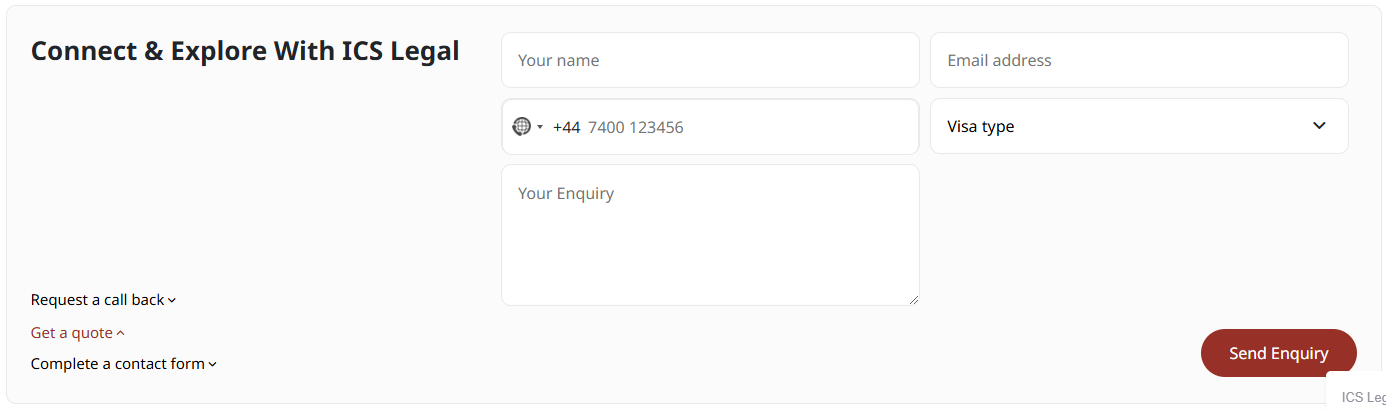 Connect & Explore With ICS Legal
Your name
Email address
+44 7400 123456
Visa type
Your Enquiry
Request a call back
Get a quote
Complete a contact form
Send Enquiry
ICS